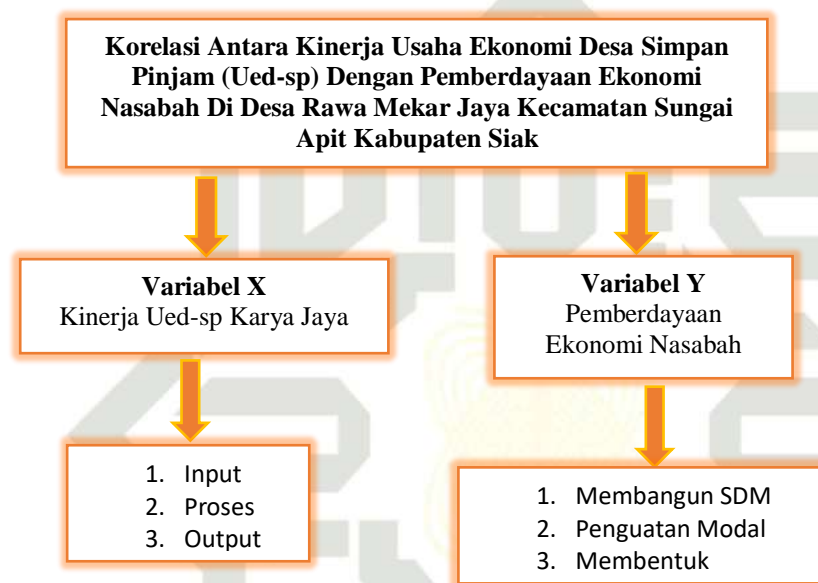 Korelasi Antara Kinerja Usaha Ekonomi Desa Simpan
Pinjam (Ued-sp) Dengan Pemberdayaan Ekonomi
Nasabah Di Desa Rawa Mekar Jaya Kecamatan Sungai
Apit Kabupaten Siak
Variabel X
Kinerja Ued-sp Karya Jaya
Variabel Y
Pemberdayaan
Ekonomi Nasabah
1. Input
2. Proses
3. Output
1. Membangun SDM
2. Penguatan Modal
3. Membentuk